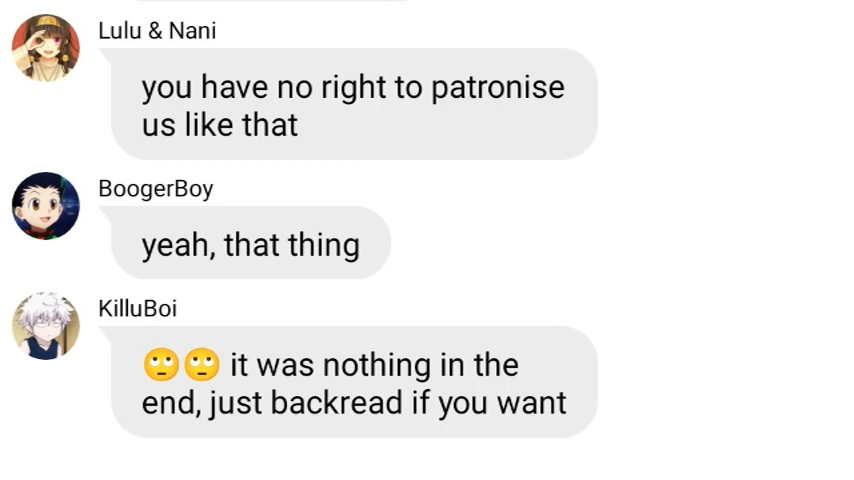 Lulu & Nani
you have no right to patronise
us like that
BoogerBoy
yeah, that thing
KilluBoi
🙄🙄 it was nothing in the
end, just backread if you want